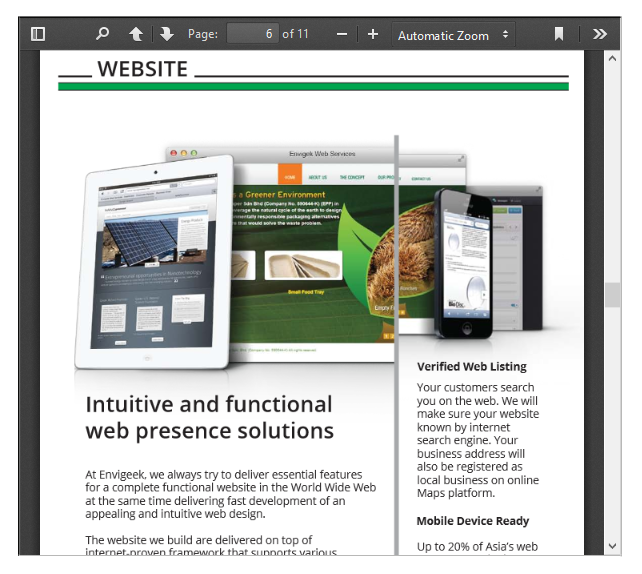 Page: 6 of 11
Automatic Zoom
WEBSITE
Envigeek Web Services
HOME ABOUT US THE CONCEPT CONTACT US
s a Greener Environment
Small Food Tray
Intuitive and functional
web presence solutions
At Envigeek, we always try to deliver essential features
for a complete functional website in the World Wide Web
at the same time delivering fast development of an
appealing and intuitive web design.
The website we build are delivered on top of
internet-proven framework that supports various
Verified Web Listing
Your customers search
you on the web. We will
make sure your website
known by internet
search engine. Your
business address will
also be registered as
local business on online
Maps platform.
Mobile Device Ready
Up to 20% of Asia's web